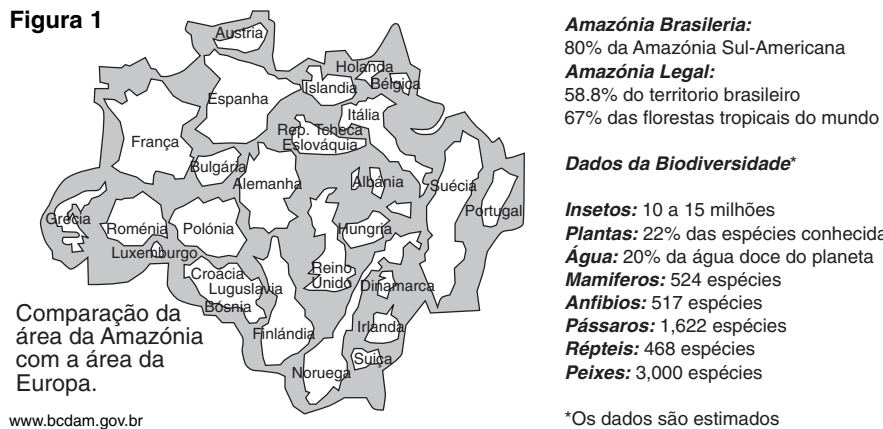 Figura 1
Austria
Holanda
Bélgica
Islandia
Espanha
Itália
França
Rep. Tcheca
Eslováquia
Bulgária
Alemanha
Albánia
Suécia
Portugal
Grécia
Roménia
Polónia
Hungria
Luxemburgo
Croácia
Luguslavia
Bósnia
Reino
Unido
Dinamarca
Finlándia
Irlanda
Suiça
Noruega
Comparação da
área da Amazónia
com a área da
Europa.
www.bcdam.gov.br
Amazónia Brasileria:
80% da Amazónia Sul-Americana
Amazónia Legal:
58.8% do territorio brasileiro
67% das florestas tropicais do mundo
Dados da Biodiversidade*
Insetos: 10 a 15 milhões
Plantas: 22% das espécies conhecida
Água: 20% da água doce do planeta
Mamiferos: 524 espécies
Anfibios: 517 espécies
Pássaros: 1,622 espécies
Répteis: 468 espécies
Peixes: 3,000 espécies
*Os dados são estimados